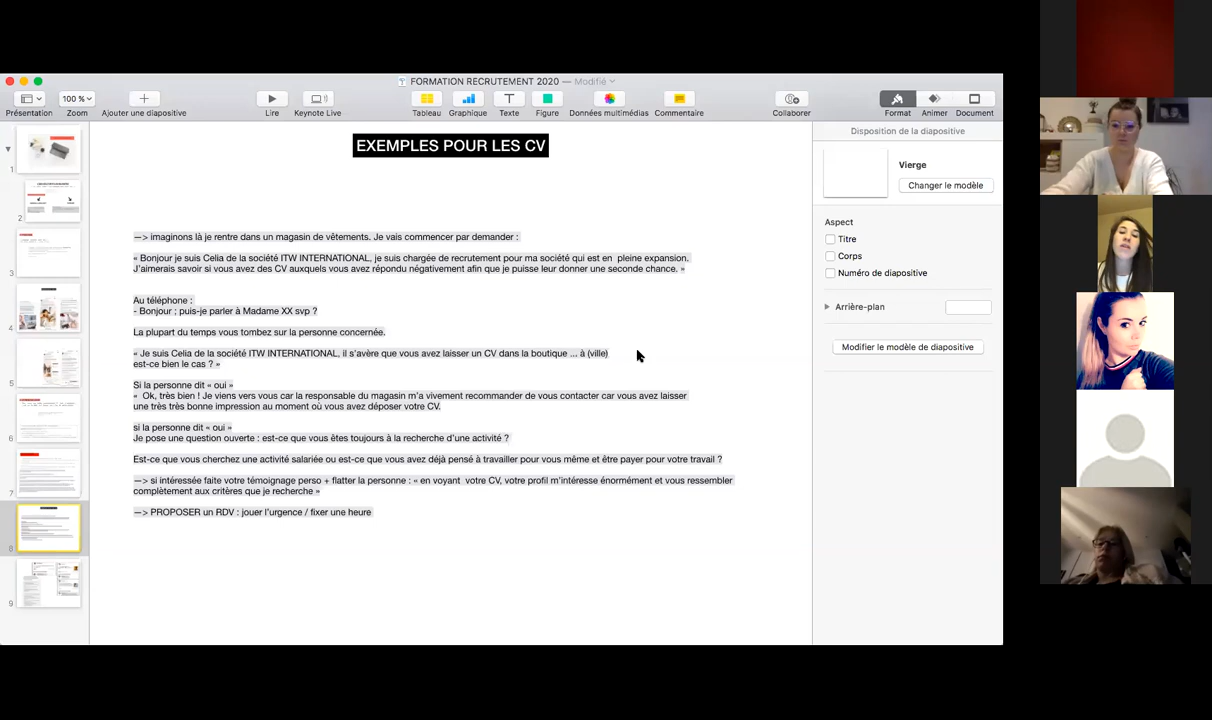 FORMATION RECRUTEMENT 2020 — Modifié
100 %
Présentation
Zoom
Ajouter une diapositive
Lire
Keynote Live
Tableau
Graphique
Texte
Figure
Données multimédias
Commentaire
Collaborer
Format
Animer
Document
1
2
3
4
5
6
7
8
9
EXEMPLES POUR LES CV
—> imaginons là je rentre dans un magasin de vêtements. Je vais commencer par demander :
« Bonjour je suis Celia de la société ITW INTERNATIONAL, je suis chargée de recrutement pour ma société qui est en pleine expansion.
J'aimerais savoir si vous avez des CV auxquels vous avez répondu négativement afin que je puisse leur donner une seconde chance. »
Au téléphone :
- Bonjour ; puis-je parler à Madame XX svp ?
La plupart du temps vous tombez sur la personne concernée.
« Je suis Celia de la société ITW INTERNATIONAL, il s'avère que vous avez laisser un CV dans la boutique ... à (ville)
est-ce bien le cas ? »
Si la personne dit « oui »
« Ok, très bien ! Je viens vers vous car la responsable du magasin m'a vivement recommander de vous contacter car vous avez laisser
une très très bonne impression au moment où vous avez déposer votre CV.
si la personne dit « oui »
Je pose une question ouverte : est-ce que vous êtes toujours à la recherche d'une activité ?
Est-ce que vous cherchez une activité salariée ou est-ce que vous avez déjà pensé à travailler pour vous même et être payer pour votre travail ?
—> si intéressée faite votre témoignage perso + flatter la personne : « en voyant votre CV, votre profil m'intéresse énormément et vous ressembler
complètement aux critères que je recherche »
—> PROPOSER un RDV : jouer l'urgence / fixer une heure
Disposition de la diapositive
Vierge
Changer le modèle
Aspect
Titre
Corps
Numéro de diapositive
Arrière-plan
Modifier le modèle de diapositive